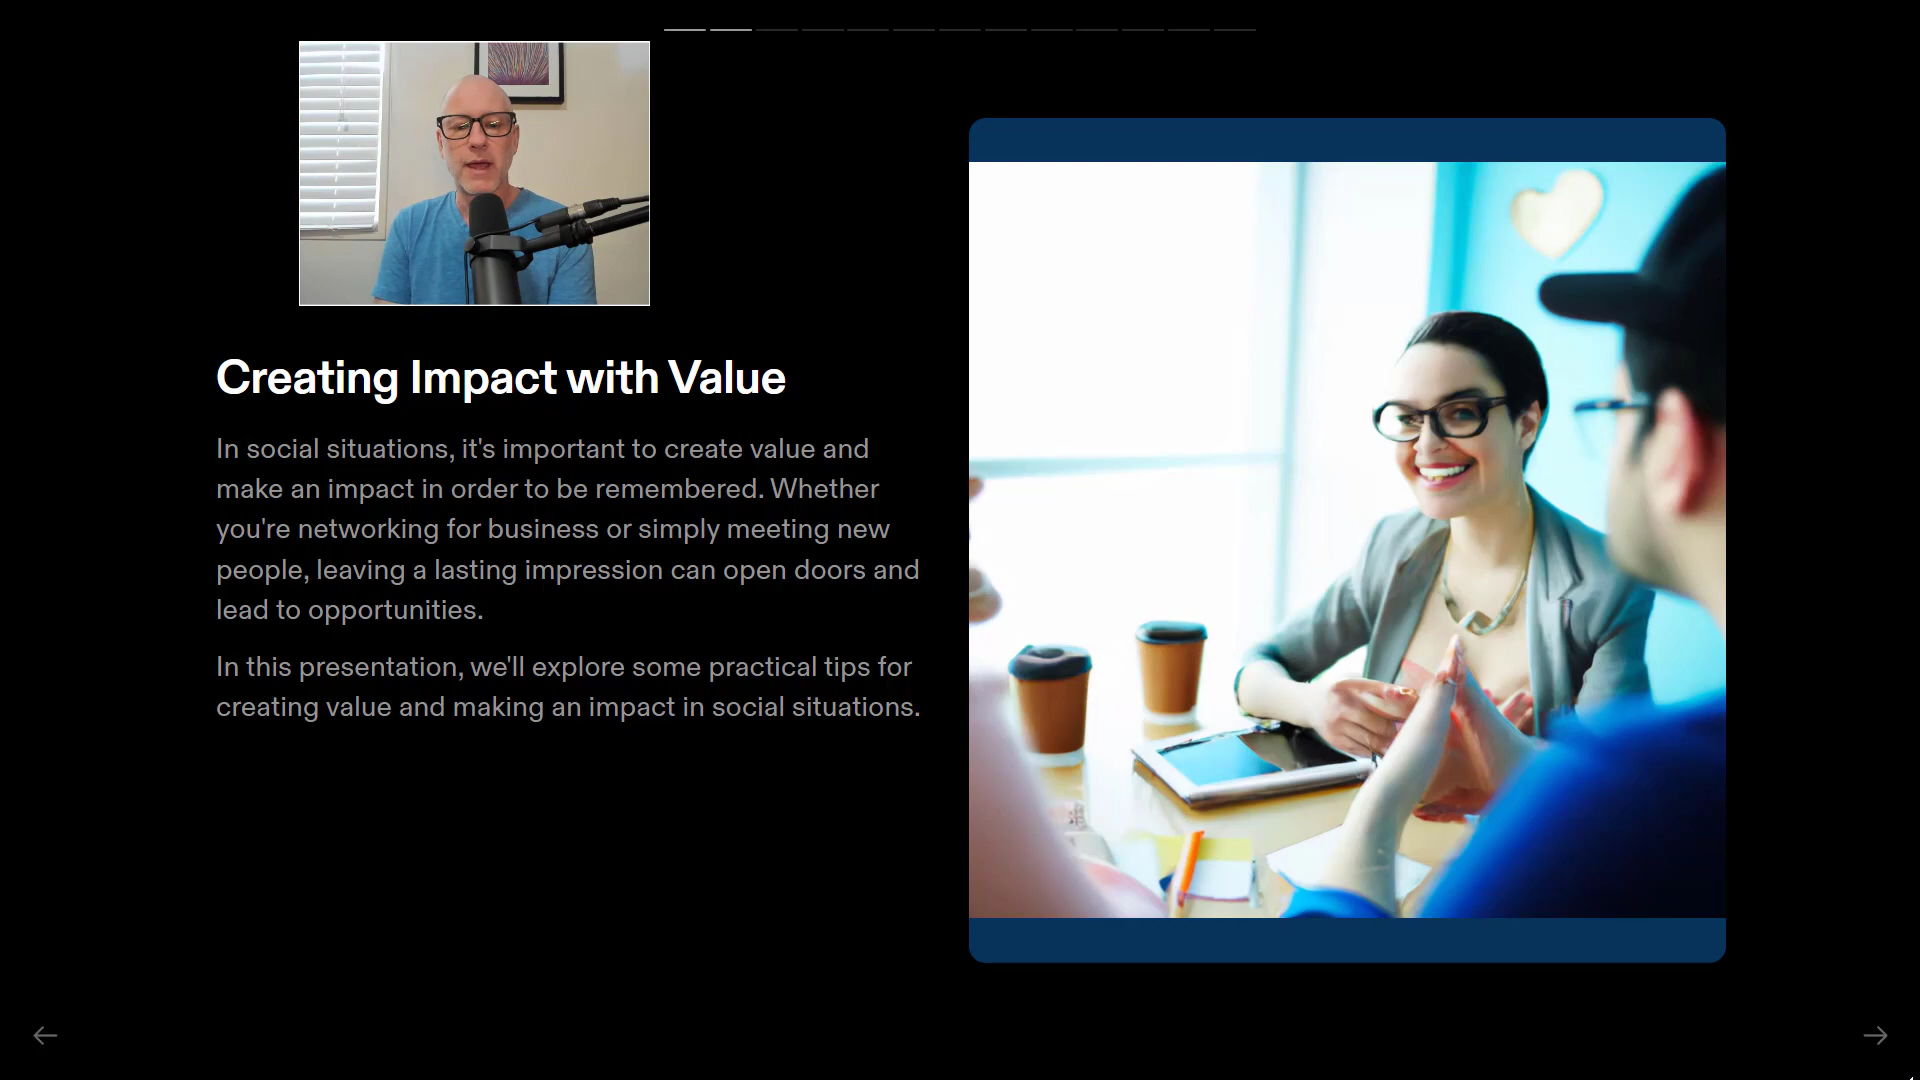 Creating Impact with Value
In social situations, it's important to create value and
make an impact in order to be remembered. Whether
you're networking for business or simply meeting new
people, leaving a lasting impression can open doors and
lead to opportunities.
In this presentation, we'll explore some practical tips for
creating value and making an impact in social situations.